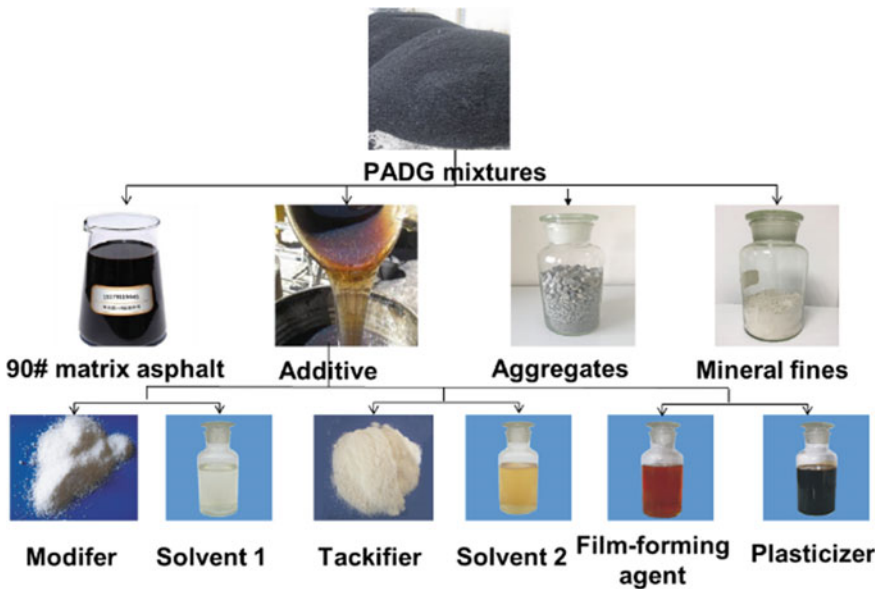 PADG mixtures
90# matrix asphalt
Additive
Aggregates
Mineral fines
Modifer
Solvent 1
Tackifier
Solvent 2
Film-forming
agent
Plasticizer